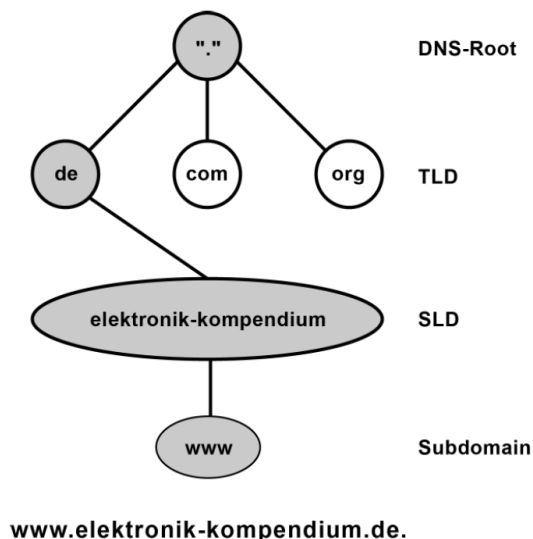 "." DNS-Root
de com org TLD
elektronik-kompendium SLD
www Subdomain
www.elektronik-kompendium.de.